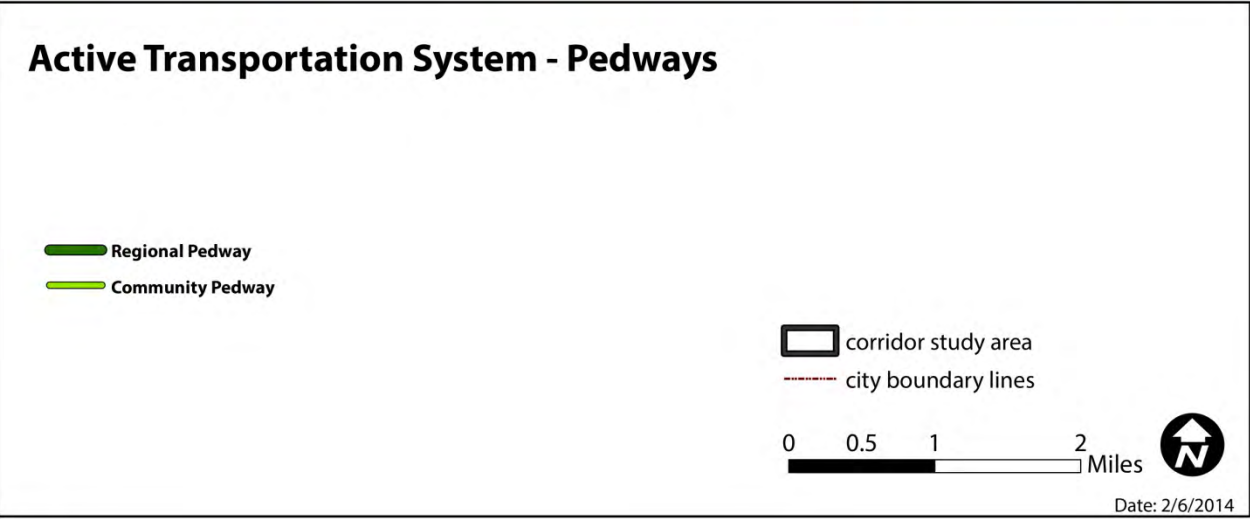 Active Transportation System - Pedways
Regional Pedway
Community Pedway
corridor study area
city boundary lines
0 0.5 1 2
Miles
N
Date: 2/6/2014